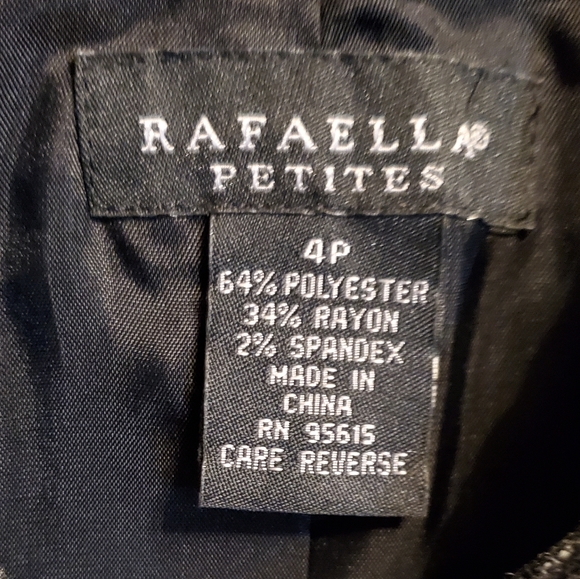 RAFAELLA®
PETITES
4P
64% POLYESTER
34% RAYON
2% SPANDEX
MADE IN
CHINA
RN 95615
CARE REVERSE